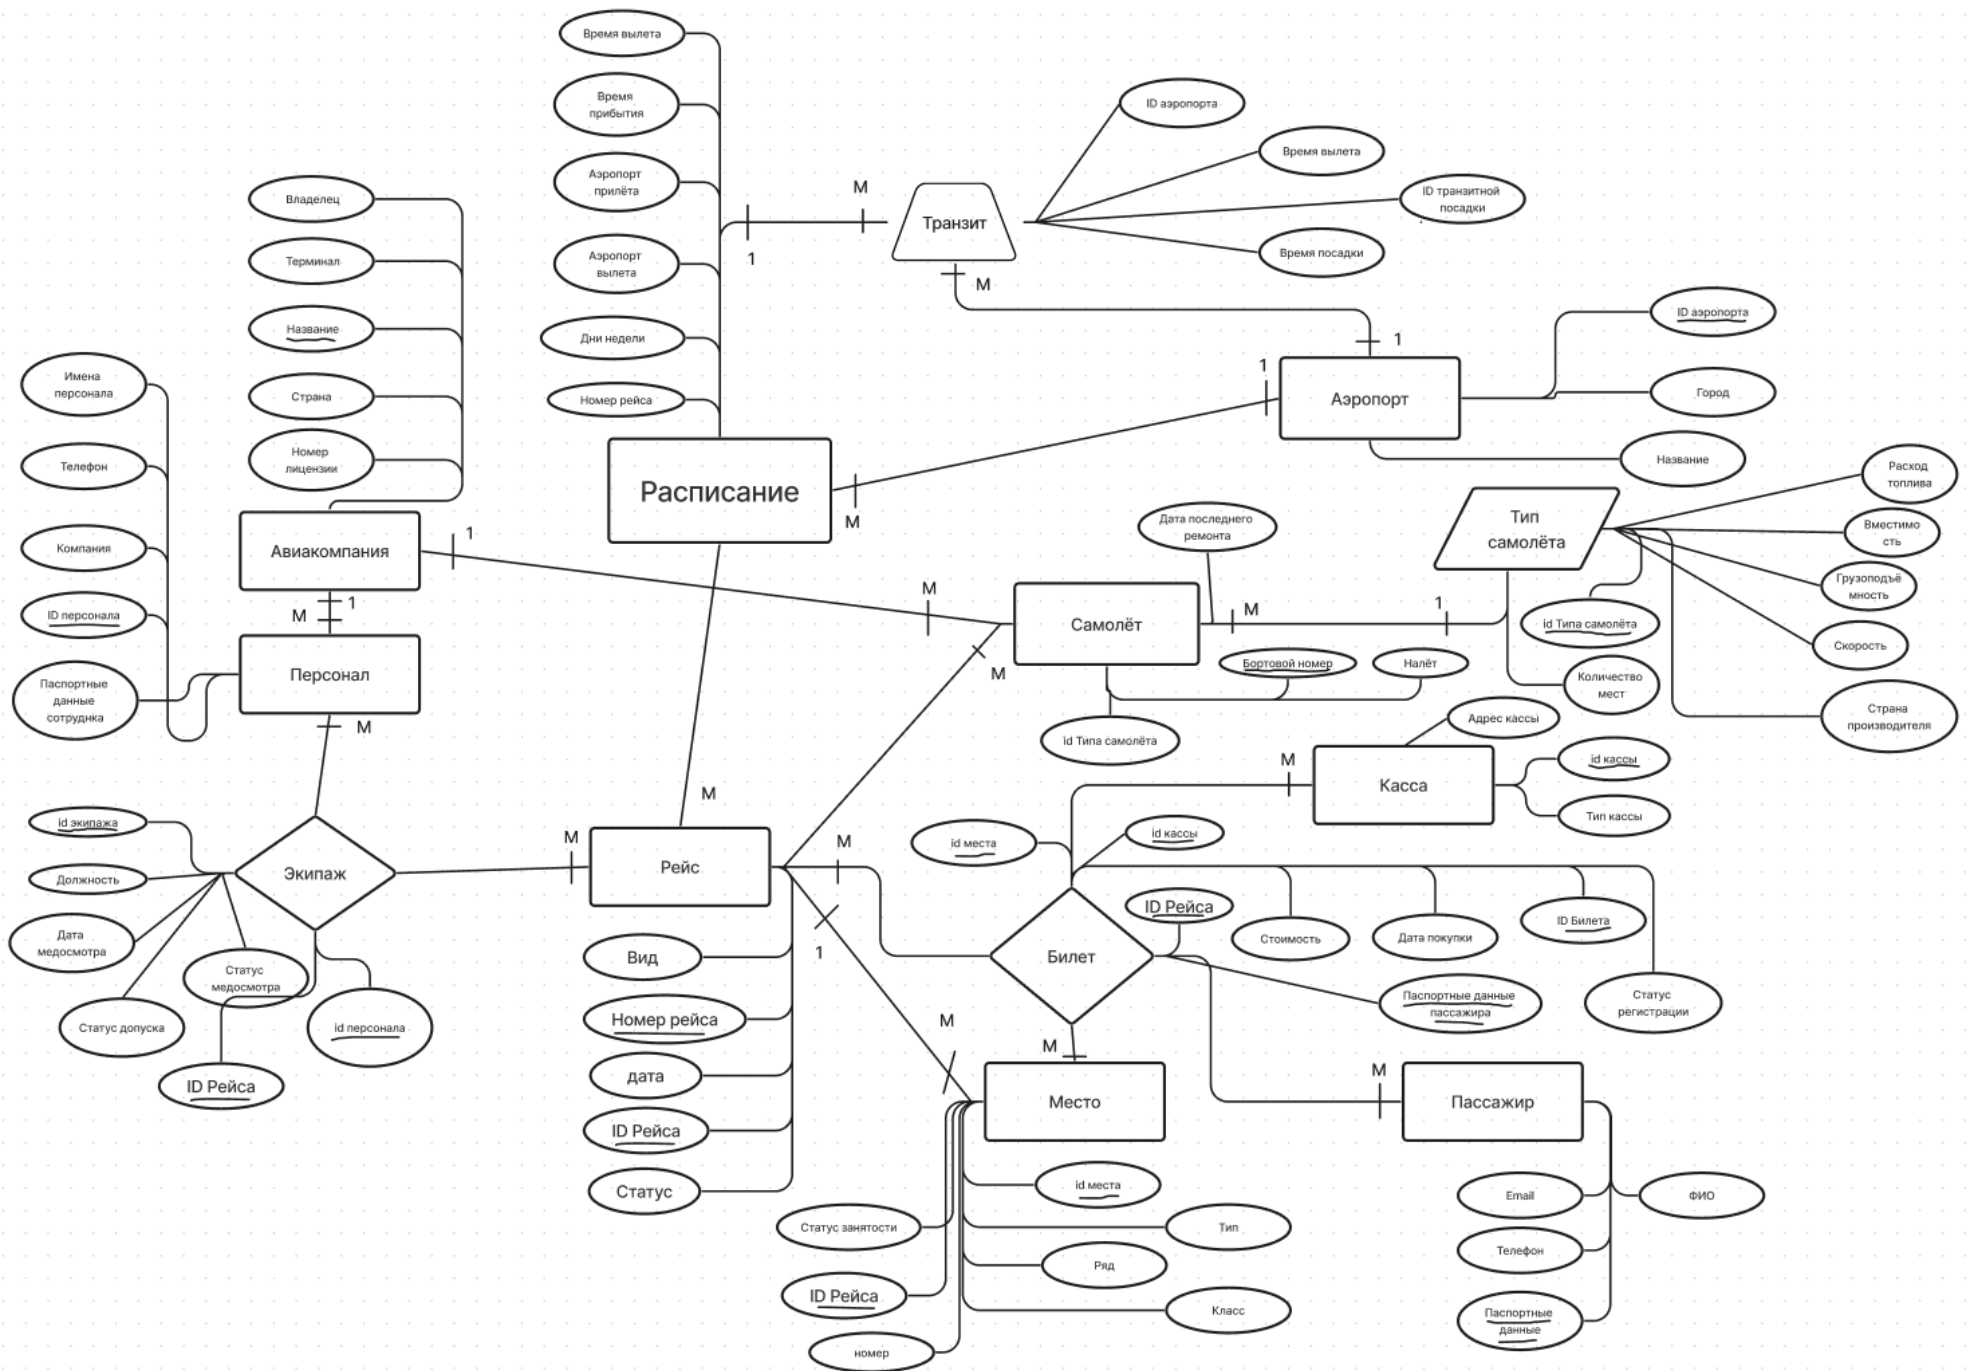 Время вылета
Время
прибытия
Аэропорт
прилёта
Аэропорт
вылета
Дни недели
Номер рейса
Расписание
M
1
Транзит
M
ID аэропорта
Время вылета
ID транзитной
посадки
Время посадки
1
1
Аэропорт
M
ID аэропорта
Город
Название
Владелец
Терминал
Название
Страна
Номер
лицензии
Авиакомпания
1
M
1
M
Имена
персонала
Телефон
Компания
ID персонала
Паспортные
данные
сотруднка
Персонал
M
Дата последнего
ремонта
Самолёт
M
M
1
Тип
самолёта
Расход
топлива
Вместимо
сть
Грузоподъё
мность
id Типа самолёта
Скорость
Количество
мест
Страна
производителя
Бортовой номер
Налёт
id Типа самолёта
Адрес кассы
M
Касса
id кассы
Тип кассы
id экипажа
Должность
Дата
медосмотра
Статус допуска
Статус
медосмотра
id персонала
ID Рейса
Экипаж
M
M
Рейс
M
1
Вид
Номер рейса
дата
ID Рейса
Статус
id места
id кассы
ID Рейса
Стоимость
Дата покупки
ID Билета
Билет
Паспортные данные
пассажира
Статус
регистрации
M
M
Место
M
Пассажир
id места
Статус занятости
Тип
Ряд
ID Рейса
Класс
номер
Email
ФИО
Телефон
Паспортные
данные